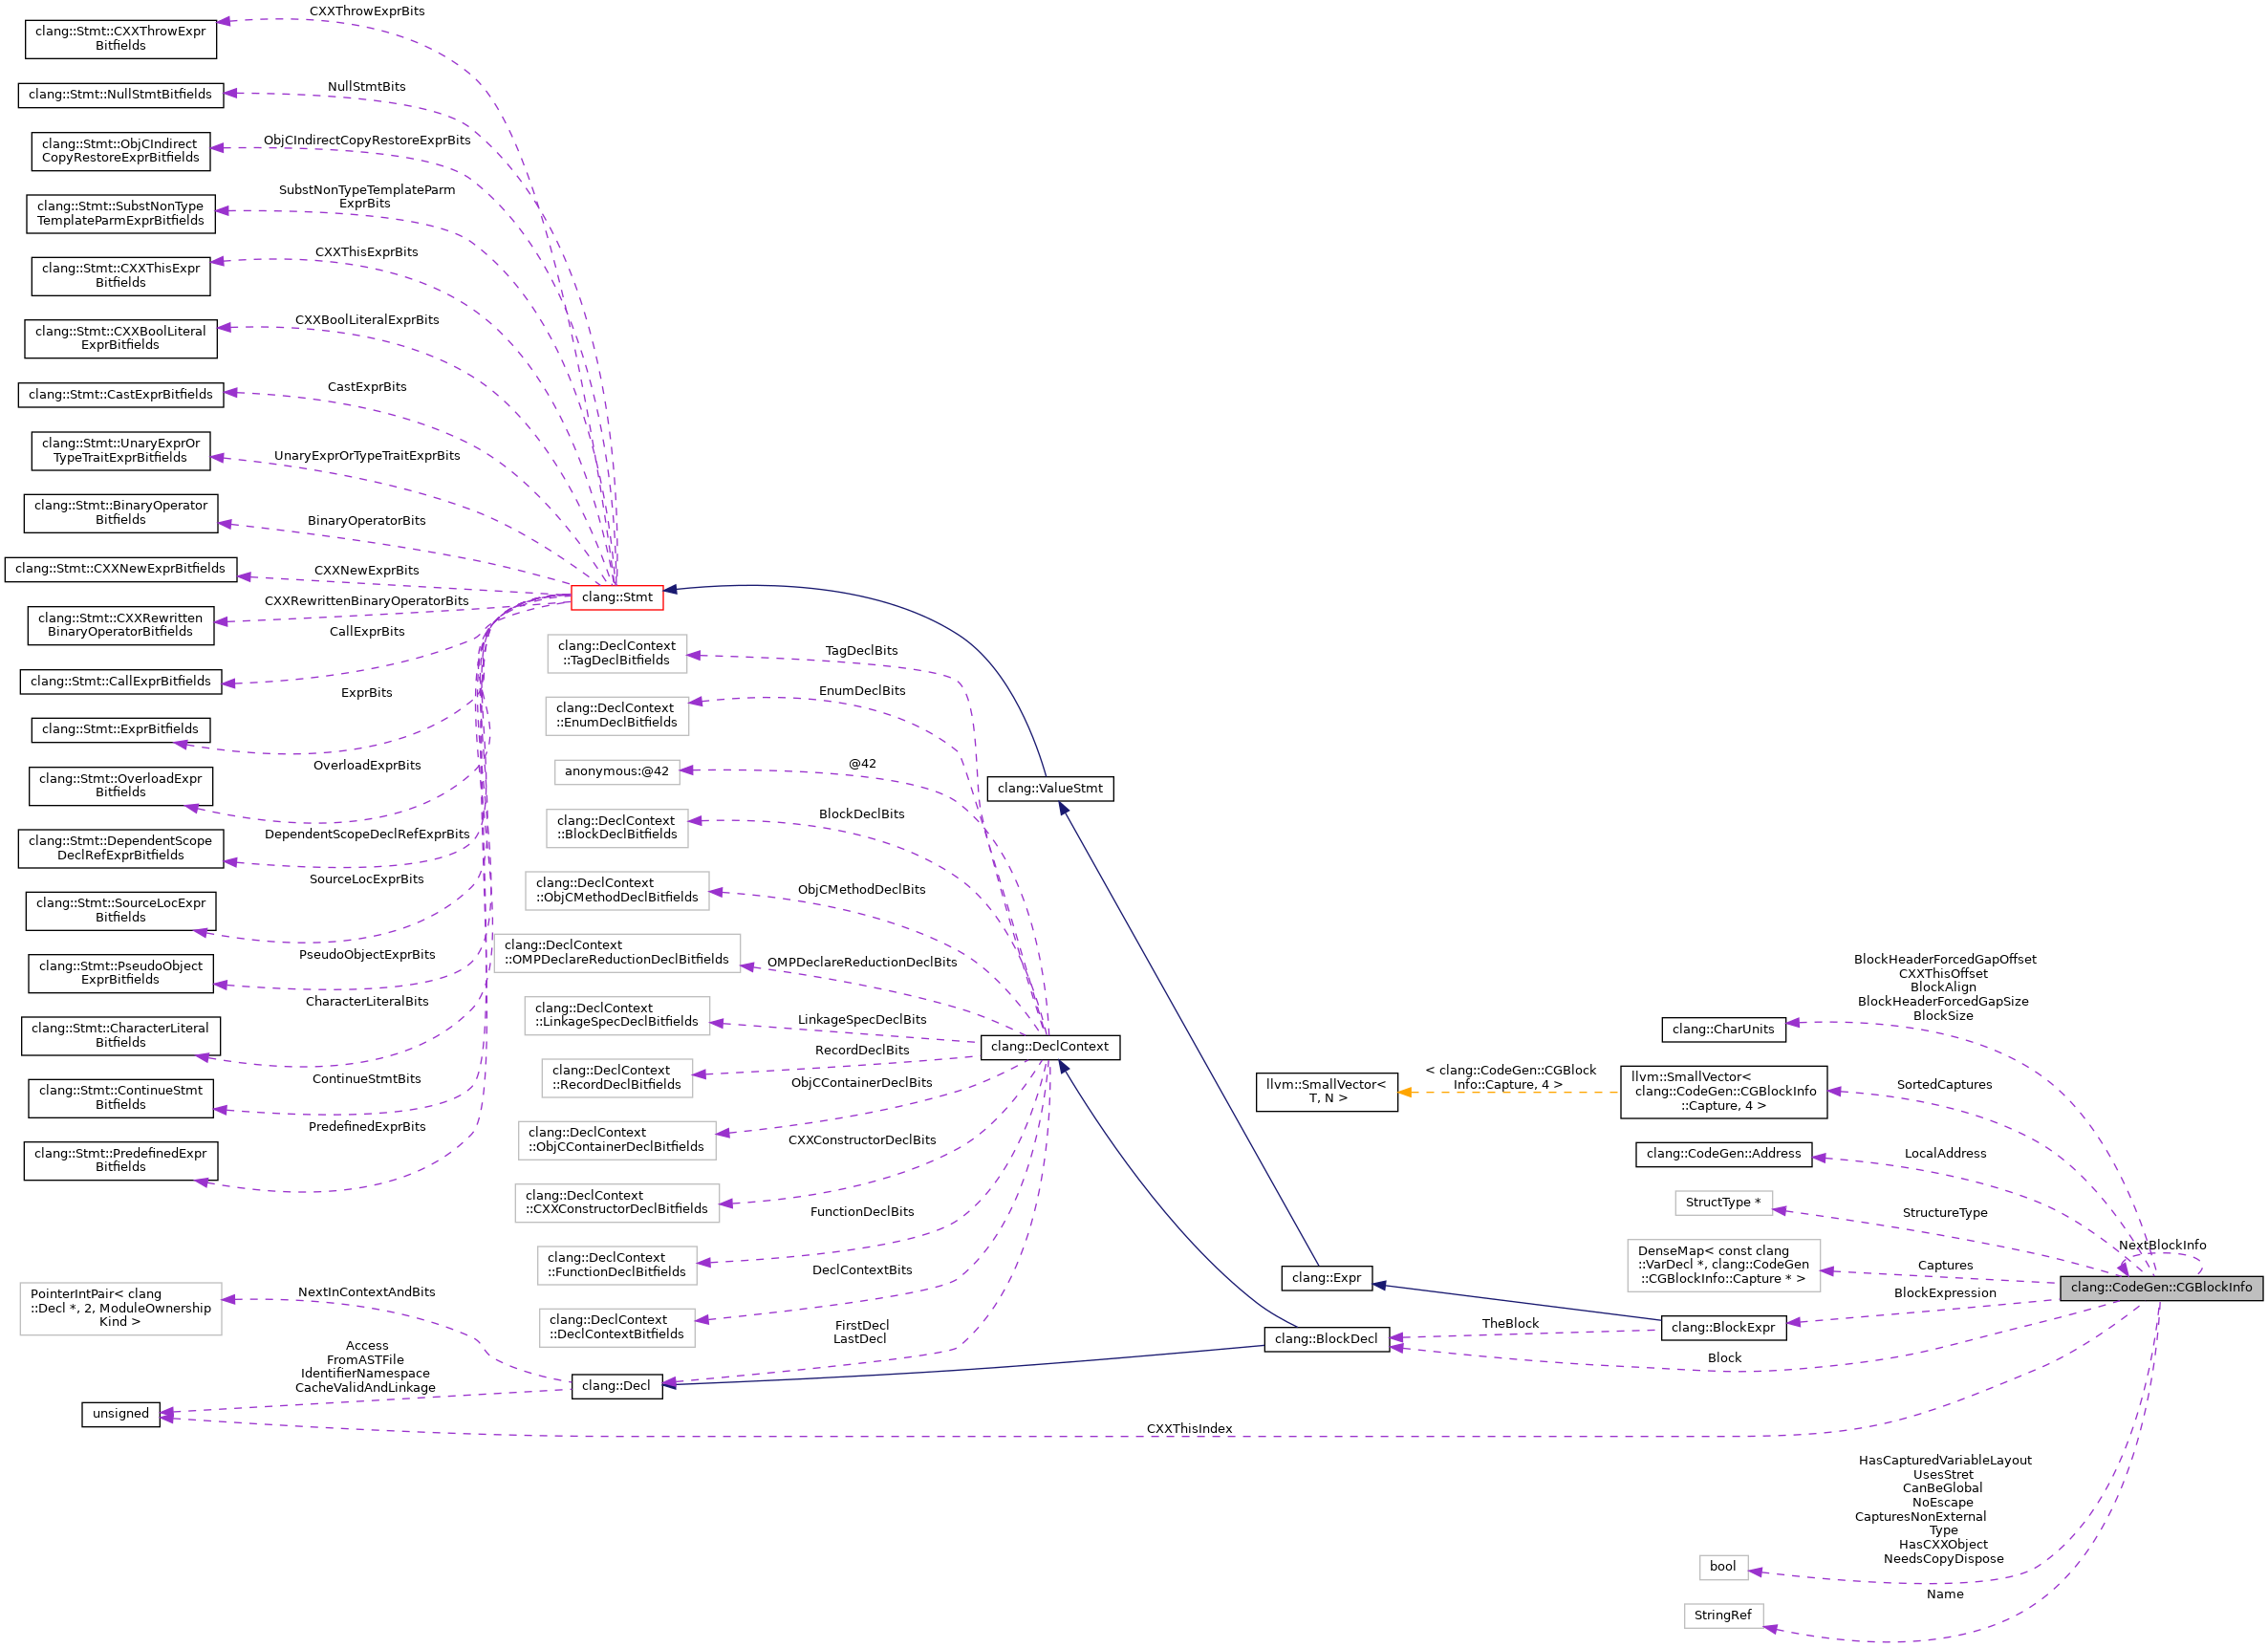 CXXThrowExprBits
clang::Stmt::CXXThrowExpr
Bitfields
NullStmtBits
clang::Stmt::NullStmtBitfields
ObjCIndirectCopyRestoreExprBits
clang::Stmt::ObjCIndirect
CopyRestoreExprBitfields
SubstNonTypeTemplateParm
ExprBits
clang::Stmt::SubstNonType
TemplateParmExprBitfields
CXXThisExprBits
clang::Stmt::CXXThisExpr
Bitfields
CXXBoolLiteralExprBits
clang::Stmt::CXXBoolLiteral
ExprBitfields
CastExprBits
clang::Stmt::CastExprBitfields
UnaryExprOrTypeTraitExprBits
clang::Stmt::UnaryExprOr
TypeTraitExprBitfields
BinaryOperatorBits
clang::Stmt::BinaryOperator
Bitfields
CXXNewExprBits
clang::Stmt::CXXNewExprBitfields
CXXRewrittenBinaryOperatorBits
clang::Stmt::CXXRewritten
BinaryOperatorBitfields
CallExprBits
clang::Stmt::CallExprBitfields
ExprBits
clang::Stmt::ExprBitfields
OverloadExprBits
clang::Stmt::OverloadExpr
Bitfields
DependentScopeDeclRefExprBits
clang::Stmt::DependentScope
DeclRefExprBitfields
SourceLocExprBits
clang::Stmt::SourceLocExpr
Bitfields
PseudoObjectExprBits
clang::Stmt::PseudoObject
ExprBitfields
CharacterLiteralBits
clang::Stmt::CharacterLiteral
Bitfields
ContinueStmtBits
clang::Stmt::ContinueStmt
Bitfields
PredefinedExprBits
clang::Stmt::PredefinedExpr
Bitfields
NextInContextAndBits
PointerIntPair< clang
::Decl *, 2, ModuleOwnership
Kind >
Access
FromASTFile
IdentifierNamespace
CacheValidAndLinkage
unsigned
clang::Stmt
TagDeclBits
clang::DeclContext
::TagDeclBitfields
EnumDeclBits
clang::DeclContext
::EnumDeclBitfields
@42
anonymous:@42
BlockDeclBits
clang::DeclContext
::BlockDeclBitfields
ObjCMethodDeclBits
clang::DeclContext
::ObjCMethodDeclBitfields
OMPDeclareReductionDeclBits
clang::DeclContext
::OMPDeclareReductionDeclBitfields
LinkageSpecDeclBits
clang::DeclContext
::LinkageSpecDeclBitfields
RecordDeclBits
clang::DeclContext
::RecordDeclBitfields
ObjCContainerDeclBits
clang::DeclContext
::ObjCContainerDeclBitfields
CXXConstructorDeclBits
clang::DeclContext
::CXXConstructorDeclBitfields
FunctionDeclBits
clang::DeclContext
::FunctionDeclBitfields
DeclContextBits
clang::DeclContext
::DeclContextBitfields
FirstDecl
LastDecl
clang::Decl
clang::ValueStmt
clang::DeclContext
llvm::SmallVector<
T, N >
< clang::CodeGen::CGBlock
Info::Capture, 4 >
clang::Expr
clang::BlockDecl
TheBlock
clang::BlockExpr
BlockHeaderForcedGapOffset
CXXThisOffset
BlockAlign
BlockHeaderForcedGapSize
BlockSize
clang::CharUnits
SortedCaptures
llvm::SmallVector<
clang::CodeGen::CGBlockInfo
::Capture, 4 >
LocalAddress
clang::CodeGen::Address
StructureType
StructType *
Captures
DenseMap< const clang
::VarDecl *, clang::CodeGen
::CGBlockInfo::Capture * >
BlockExpression
Block
NextBlockInfo
clang::CodeGen::CGBlockInfo
CXXThisIndex
HasCapturedVariableLayout
UsesStret
CanBeGlobal
NoEscape
CapturesNonExternal
Type
HasCXXObject
NeedsCopyDispose
bool
Name
StringRef